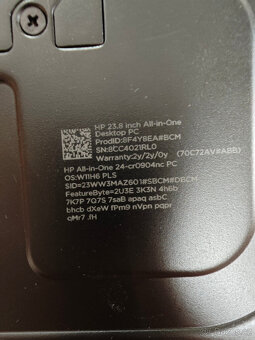 HP 23.8 inch All-in-One
Desktop PC
ProdID:8F4Y8EA#BCM
SN:8CC4021RL0
Warranty:2y/2y/0y (70C72AV#ABB)
HP All-in-One 24-cr0904nc PC
OS:W11H6 PLS
SID=23WW3MAZ601#SBCM#DBCM
FeatureByte=2U3E 3K3N 4h6b
7K7P 7Q7S 7saB apaq asbC
bhcb dXeW fPm9 nVpn pqpr
qMr7 .fH